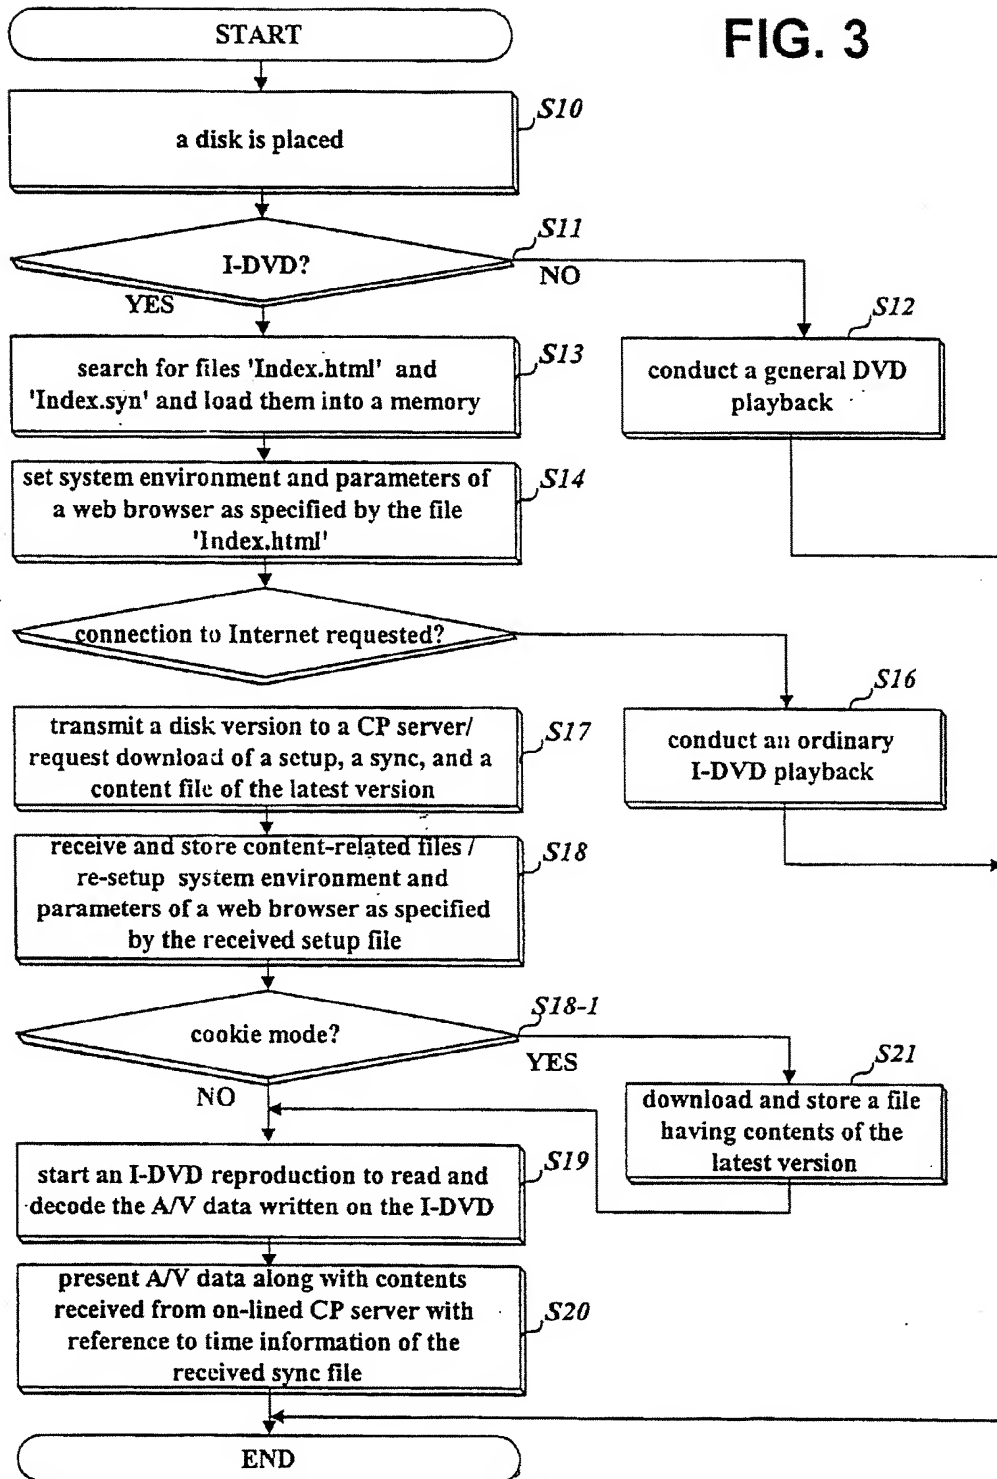 START
FIG. 3
S10
a disk is placed
S11
I-DVD?
NO
YES
S12
S13
search for files 'Index.html' and
'Index.syn' and load them into a memory
conduct a general DVD
playback
S14
set system environment and parameters of
a web browser as specified by the file
'Index.html'
connection to Internet requested?
S16
S17
transmit a disk version to a CP server/
request download of a setup, a sync, and a
content file of the latest version
conduct an ordinary
I-DVD playback
S18
receive and store content-related files /
re-setup system environment and
parameters of a web browser as specified
by the received setup file
S18-1
cookie mode?
YES
NO
S21
download and store a file
having contents of the
latest version
S19
start an I-DVD reproduction to read and
decode the A/V data written on the I-DVD
S20
present A/V data along with contents
received from on-lined CP server with
reference to time information of the
received sync file
END